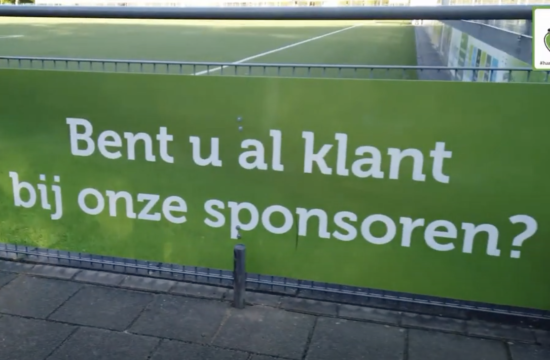 Bent u al klant
bij onze sponsoren?